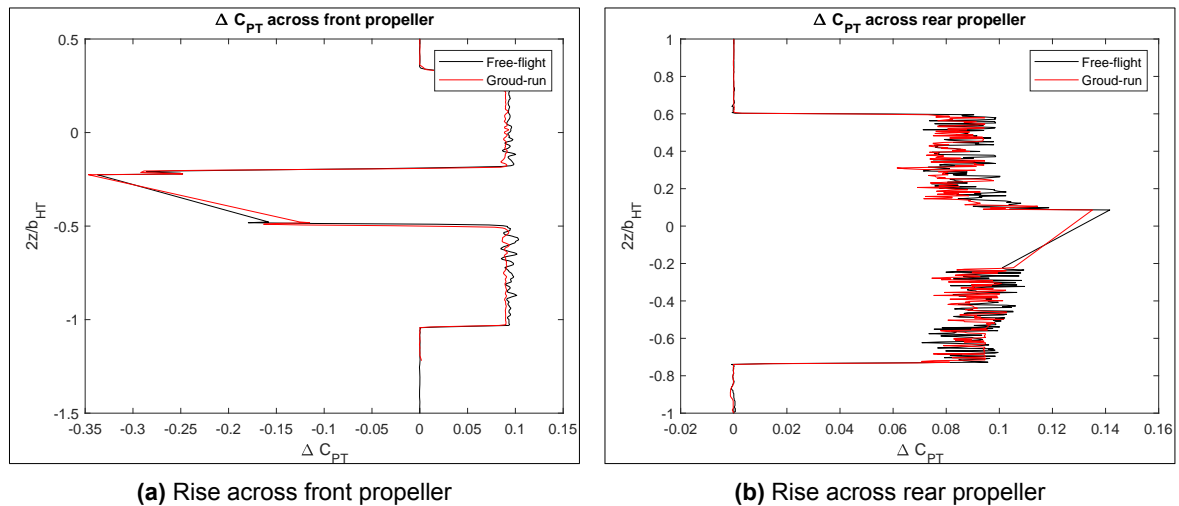 Δ C_PT across front propeller
0.5
0
-0.5
-1
-1.5
2z/b_HT
-0.35 -0.3 -0.25 -0.2 -0.15 -0.1 -0.05 0 0.05 0.1 0.15
Δ C_PT
Free-flight
Groud-run
(a) Rise across front propeller
Δ C_PT across rear propeller
1
0.8
0.6
0.4
0.2
0
-0.2
-0.4
-0.6
-0.8
-1
2z/b_HT
-0.02 0 0.02 0.04 0.06 0.08 0.1 0.12 0.14 0.16
Δ C_PT
Free-flight
Groud-run
(b) Rise across rear propeller